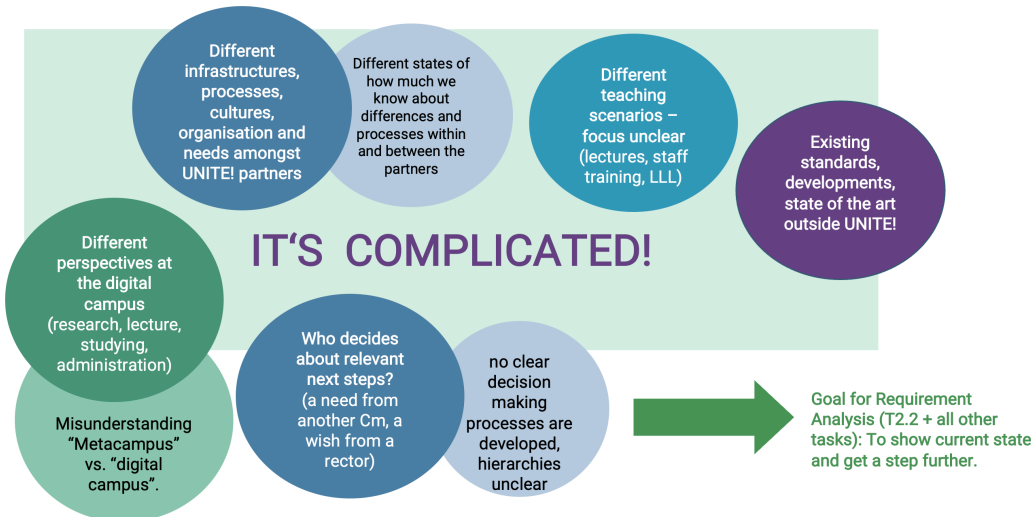 Different
infrastructures,
processes,
cultures,
organisation and
needs amongst
UNITE! partners
Different states of
how much we
know about
differences and
processes within
and between the
partners
Different
teaching
scenarios –
focus unclear
(lectures, staff
training, LLL)
Existing
standards,
developments,
state of the art
outside UNITE!
IT‘S COMPLICATED!
Different
perspectives at
the digital
campus
(research, lecture,
studying,
administration)
Misunderstanding
“Metacampus”
vs. “digital
campus”.
Who decides
about relevant
next steps?
(a need from
another Cm, a
wish from a
rector)
no clear
decision
making
processes are
developed,
hierarchies
unclear
Goal for Requirement
Analysis (T2.2 + all other
tasks): To show current state
and get a step further.